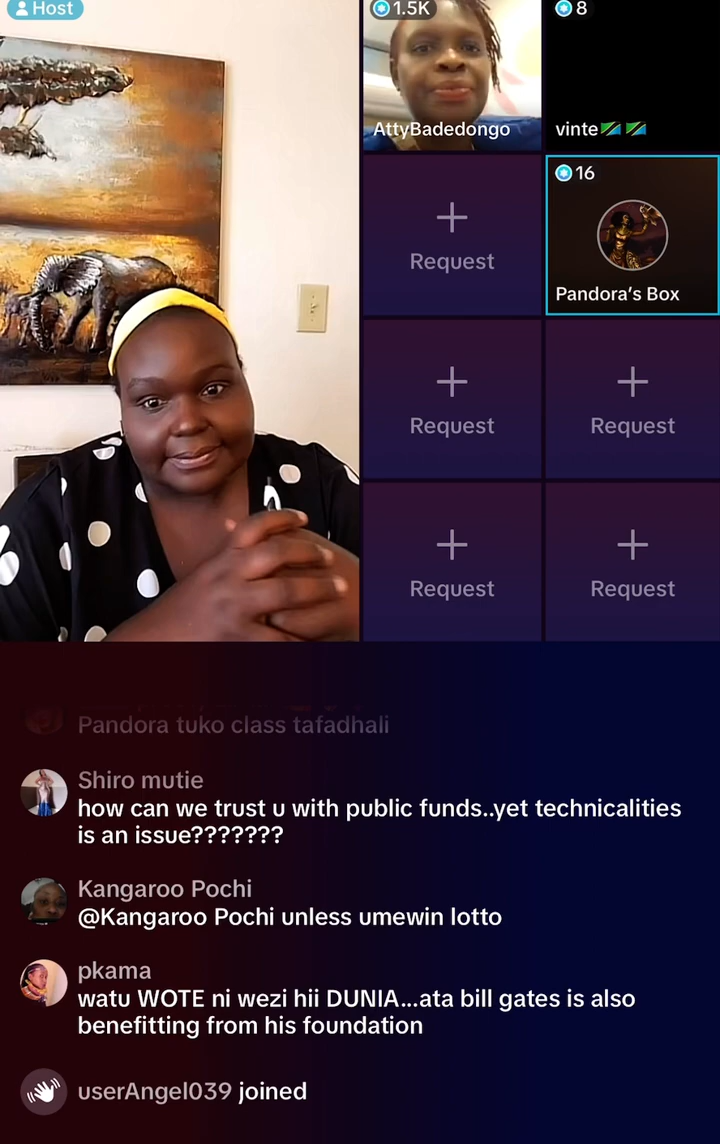 Host
1.5K
8
AttyBadedongo
vinte🇹🇿 🇹🇿
16
Request
Pandora's Box
Request
Request
Request
Request
Pandora tuko class tafadhali
Shiro mutie
how can we trust u with public funds..yet technicalities
is an issue???????
Kangaroo Pochi
@Kangaroo Pochi unless umewin lotto
pkama
watu WOTE ni wezi hii DUNIA...ata bill gates is also
benefitting from his foundation
userAngel039 joined